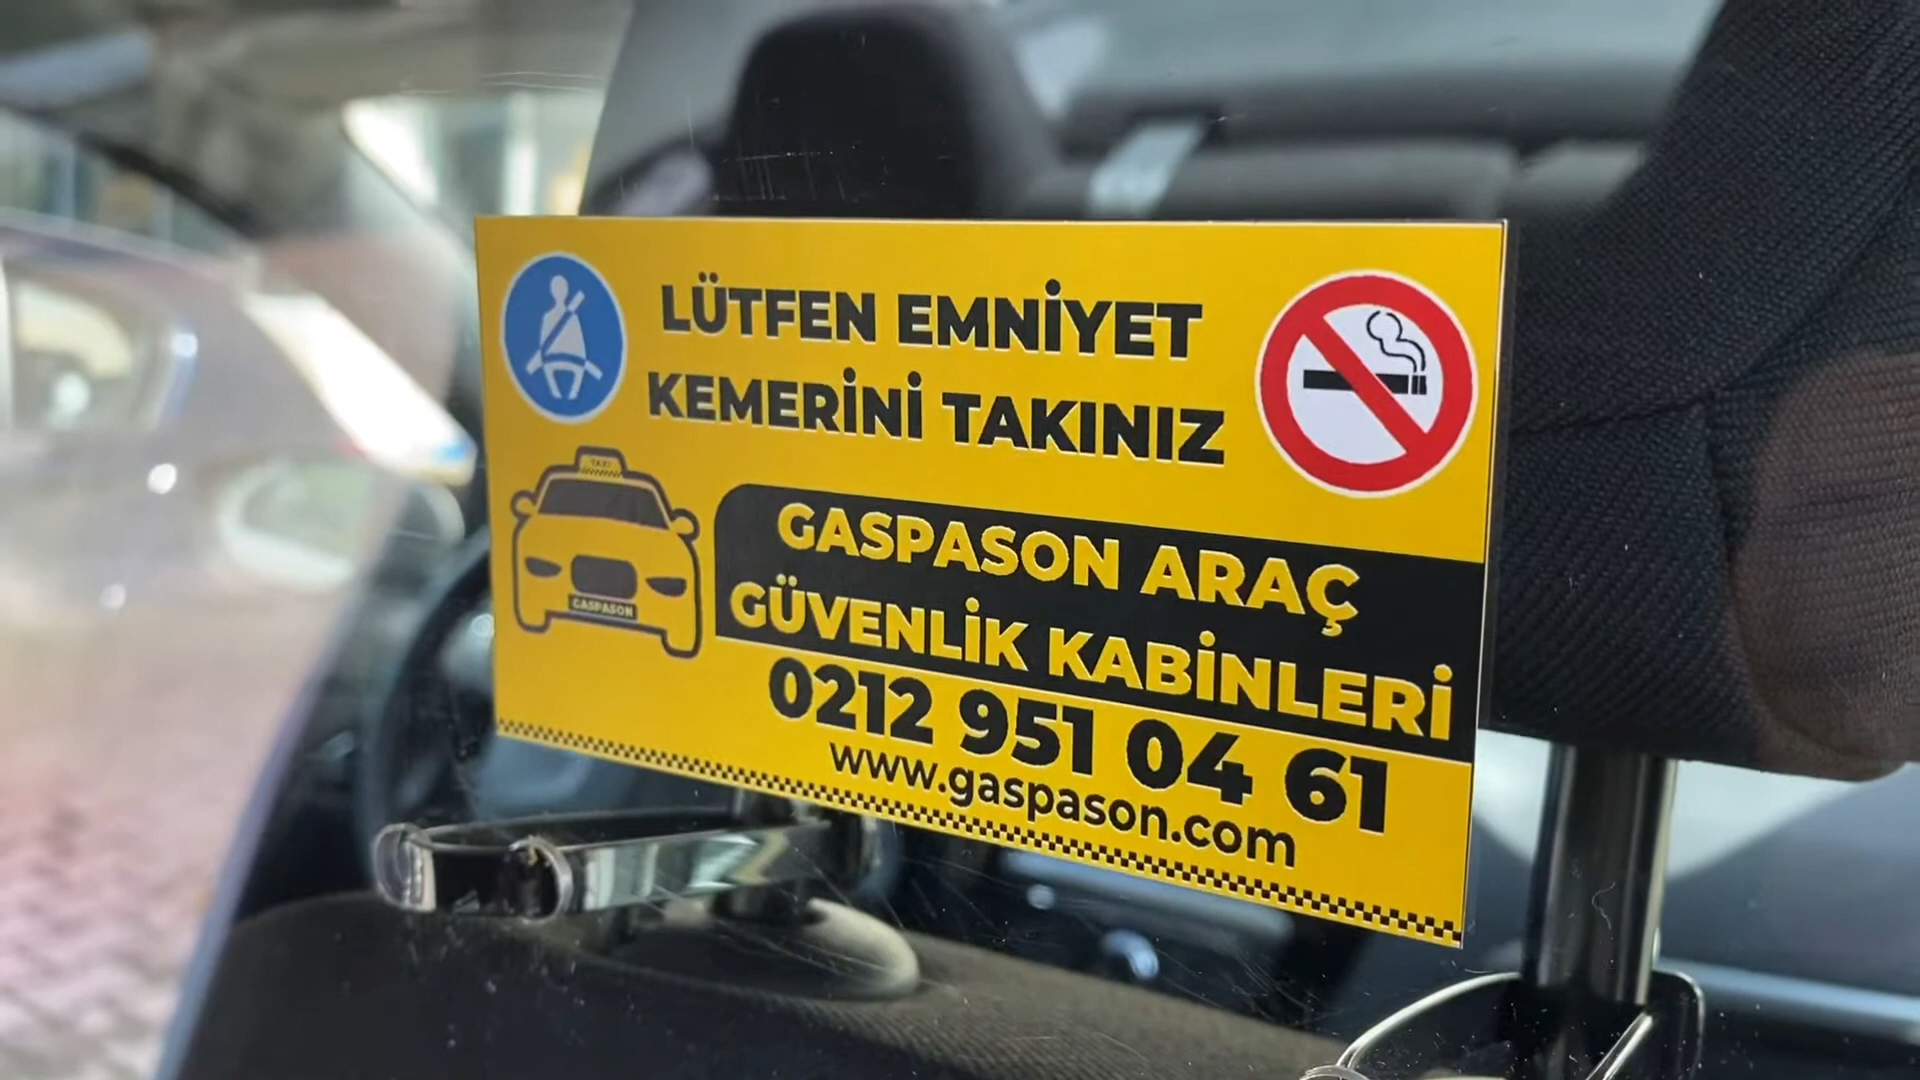 LÜTFEN EMNİYET
KEMERİNİ TAKINIZ
TAXI
GASPASON
GASPASON ARAÇ
GÜVENLİK KABİNLERİ
0212 951 04 61
www.gaspason.com